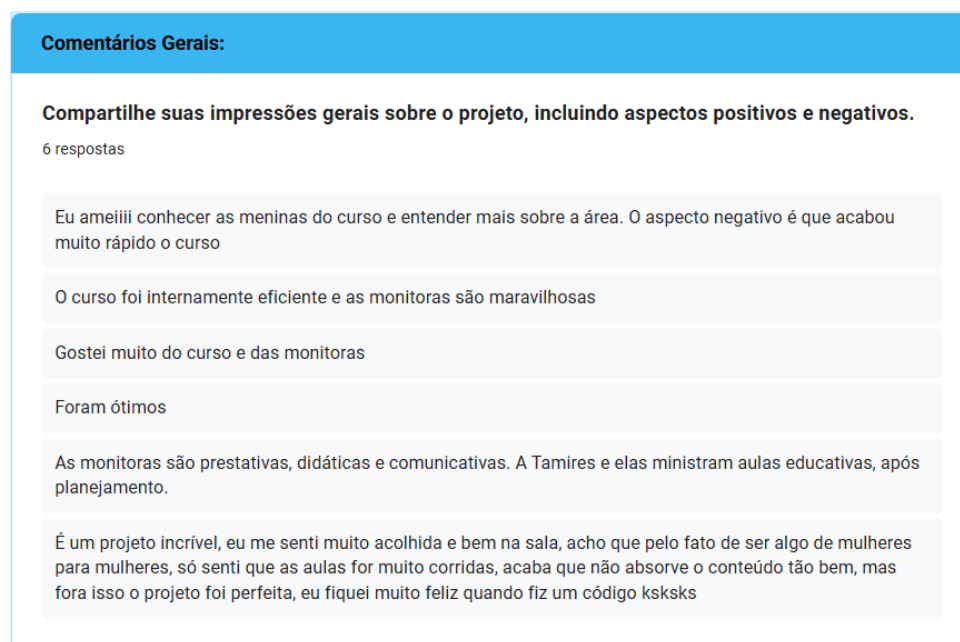 Comentários Gerais:
Compartilhe suas impressões gerais sobre o projeto, incluindo aspectos positivos e negativos.
6 respostas
Eu ameiiii conhecer as meninas do curso e entender mais sobre a área. O aspecto negativo é que acabou
muito rápido o curso
O curso foi internamente eficiente e as monitoras são maravilhosas
Gostei muito do curso e das monitoras
Foram ótimos
As monitoras são prestativas, didáticas e comunicativas. A Tamires e elas ministram aulas educativas, após
planejamento.
É um projeto incrível, eu me senti muito acolhida e bem na sala, acho que pelo fato de ser algo de mulheres
para mulheres, só senti que as aulas for muito corridas, acaba que não absorve o conteúdo tão bem, mas
fora isso o projeto foi perfeita, eu fiquei muito feliz quando fiz um código ksksks